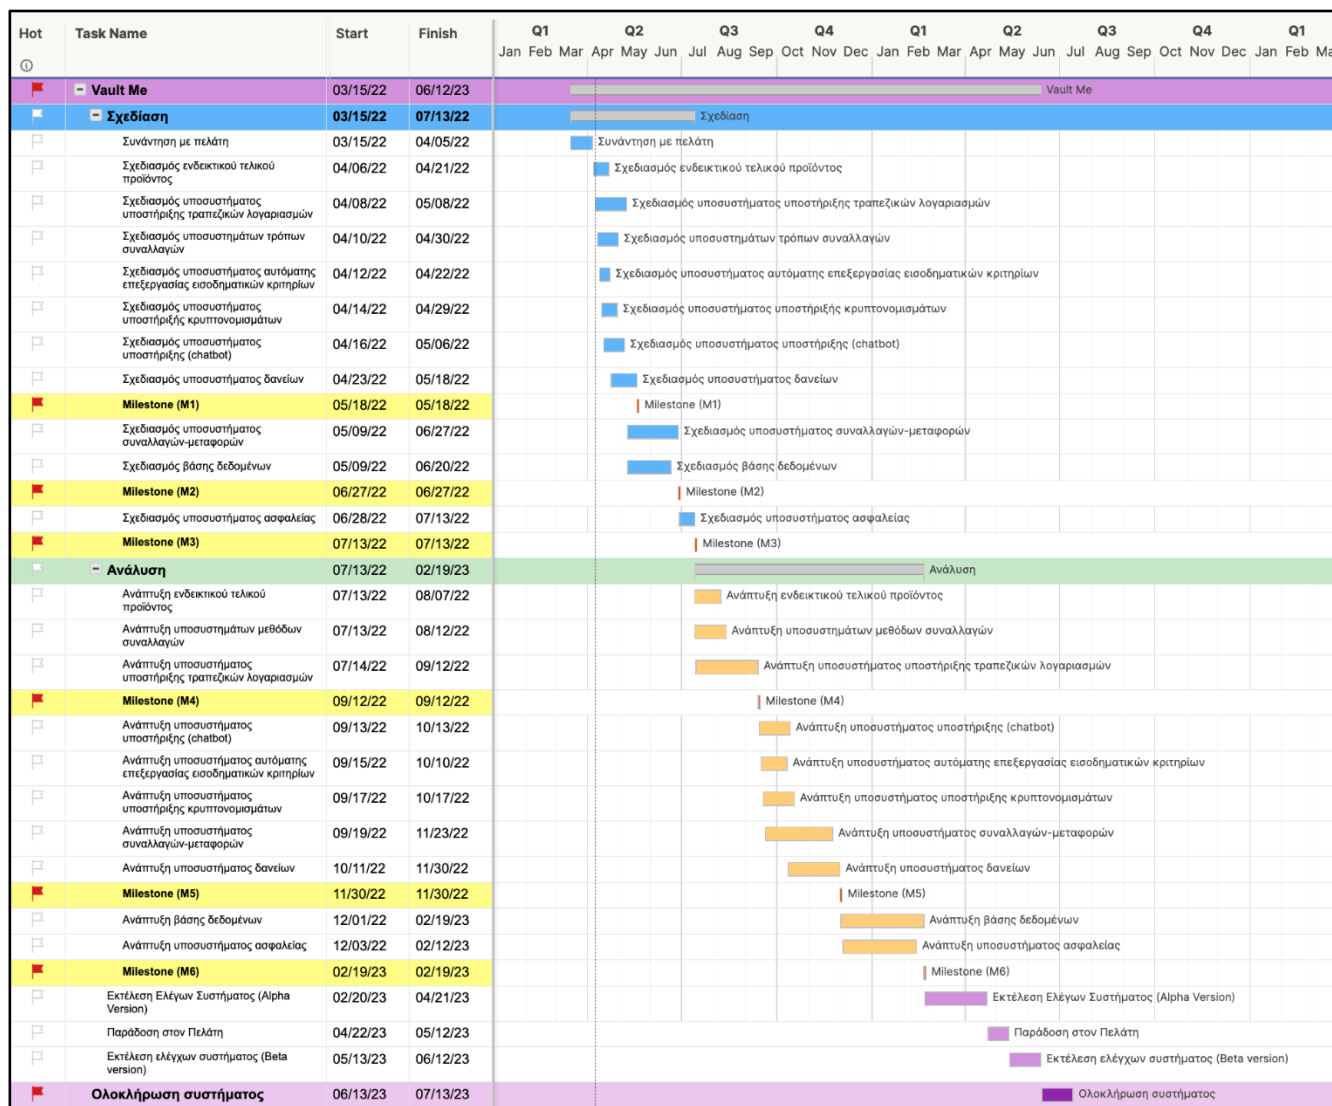 Hot Task Name Start Finish Q1 Q2 Q3 Q4 Q1 Q2 Q3 Q4 Q1
Jan Feb Mar Apr May Jun Jul Aug Sep Oct Nov Dec Jan Feb Mar Apr May Jun Jul Aug Sep Oct Nov Dec Jan Feb Ma
Vault Me 03/15/22 06/12/23 Vault Me
Σχεδίαση 03/15/22 07/13/22 Σχεδίαση
Συνάντηση με πελάτη 03/15/22 04/05/22 Συνάντηση με πελάτη
Σχεδιασμός ενδεικτικού τελικού
προϊόντος 04/06/22 04/21/22 Σχεδιασμός ενδεικτικού τελικού προϊόντος
Σχεδιασμός υποσυστήματος
υποστήριξης τραπεζικών λογαριασμών 04/08/22 05/08/22 Σχεδιασμός υποσυστήματος υποστήριξης τραπεζικών λογαριασμών
Σχεδιασμός υποσυστημάτων τρόπων
συναλλαγών 04/10/22 04/30/22 Σχεδιασμός υποσυστημάτων τρόπων συναλλαγών
Σχεδιασμός υποσυστήματος αυτόματης
επεξεργασίας εισοδηματικών κριτηρίων 04/12/22 04/22/22 Σχεδιασμός υποσυστήματος αυτόματης επεξεργασίας εισοδηματικών κριτηρίων
Σχεδιασμός υποσυστήματος
υποστήριξής κρυπτονομισμάτων 04/14/22 04/29/22 Σχεδιασμός υποσυστήματος υποστήριξής κρυπτονομισμάτων
Σχεδιασμός υποσυστήματος
υποστήριξης (chatbot) 04/16/22 05/06/22 Σχεδιασμός υποσυστήματος υποστήριξης (chatbot)
Σχεδιασμός υποσυστήματος δανείων 04/23/22 05/18/22 Σχεδιασμός υποσυστήματος δανείων
Milestone (M1) 05/18/22 05/18/22 Milestone (M1)
Σχεδιασμός υποσυστήματος
συναλλαγών-μεταφορών 05/09/22 06/27/22 Σχεδιασμός υποσυστήματος συναλλαγών-μεταφορών
Σχεδιασμός βάσης δεδομένων 05/09/22 06/20/22 Σχεδιασμός βάσης δεδομένων
Milestone (M2) 06/27/22 06/27/22 Milestone (M2)
Σχεδιασμός υποσυστήματος ασφαλείας 06/28/22 07/13/22 Σχεδιασμός υποσυστήματος ασφαλείας
Milestone (M3) 07/13/22 07/13/22 Milestone (M3)
Ανάλυση 07/13/22 02/19/23 Ανάλυση
Ανάπτυξη ενδεικτικού τελικού
προϊόντος 07/13/22 08/07/22 Ανάπτυξη ενδεικτικού τελικού προϊόντος
Ανάπτυξη υποσυστημάτων μεθόδων
συναλλαγών 07/13/22 08/12/22 Ανάπτυξη υποσυστημάτων μεθόδων συναλλαγών
Ανάπτυξη υποσυστήματος
υποστήριξης τραπεζικών λογαριασμών 07/14/22 09/12/22 Ανάπτυξη υποσυστήματος υποστήριξης τραπεζικών λογαριασμών
Milestone (M4) 09/12/22 09/12/22 Milestone (M4)
Ανάπτυξη υποσυστήματος
υποστήριξης (chatbot) 09/13/22 10/13/22 Ανάπτυξη υποσυστήματος υποστήριξης (chatbot)
Ανάπτυξη υποσυστήματος αυτόματης
επεξεργασίας εισοδηματικών κριτηρίων 09/15/22 10/10/22 Ανάπτυξη υποσυστήματος αυτόματης επεξεργασίας εισοδηματικών κριτηρίων
Ανάπτυξη υποσυστήματος
υποστήριξης κρυπτονομισμάτων 09/17/22 10/17/22 Ανάπτυξη υποσυστήματος υποστήριξης κρυπτονομισμάτων
Ανάπτυξη υποσυστήματος
συναλλαγών-μεταφορών 09/19/22 11/23/22 Ανάπτυξη υποσυστήματος συναλλαγών-μεταφορών
Ανάπτυξη υποσυστήματος δανείων 10/11/22 11/30/22 Ανάπτυξη υποσυστήματος δανείων
Milestone (M5) 11/30/22 11/30/22 Milestone (M5)
Ανάπτυξη βάσης δεδομένων 12/01/22 02/19/23 Ανάπτυξη βάσης δεδομένων
Ανάπτυξη υποσυστήματος ασφαλείας 12/03/22 02/12/23 Ανάπτυξη υποσυστήματος ασφαλείας
Milestone (M6) 02/19/23 02/19/23 Milestone (M6)
Εκτέλεση Ελέγων Συστήματος (Alpha
Version) 02/20/23 04/21/23 Εκτέλεση Ελέγων Συστήματος (Alpha Version)
Παράδοση στον Πελάτη 04/22/23 05/12/23 Παράδοση στον Πελάτη
Εκτέλεση ελέγχων συστήματος (Beta
version) 05/13/23 06/12/23 Εκτέλεση ελέγχων συστήματος (Beta version)
Ολοκλήρωση συστήματος 06/13/23 07/13/23 Ολοκλήρωση συστήματος